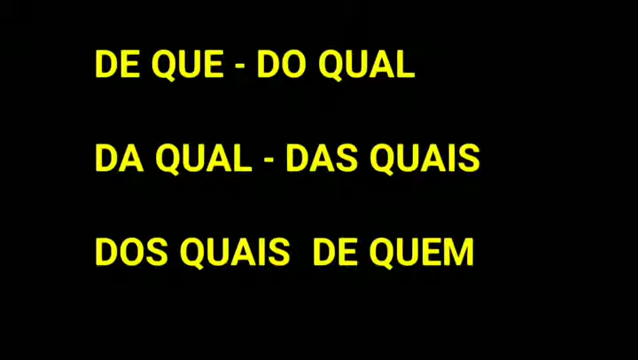 DE QUE - DO QUAL
DA QUAL - DAS QUAIS
DOS QUAIS  DE QUEM